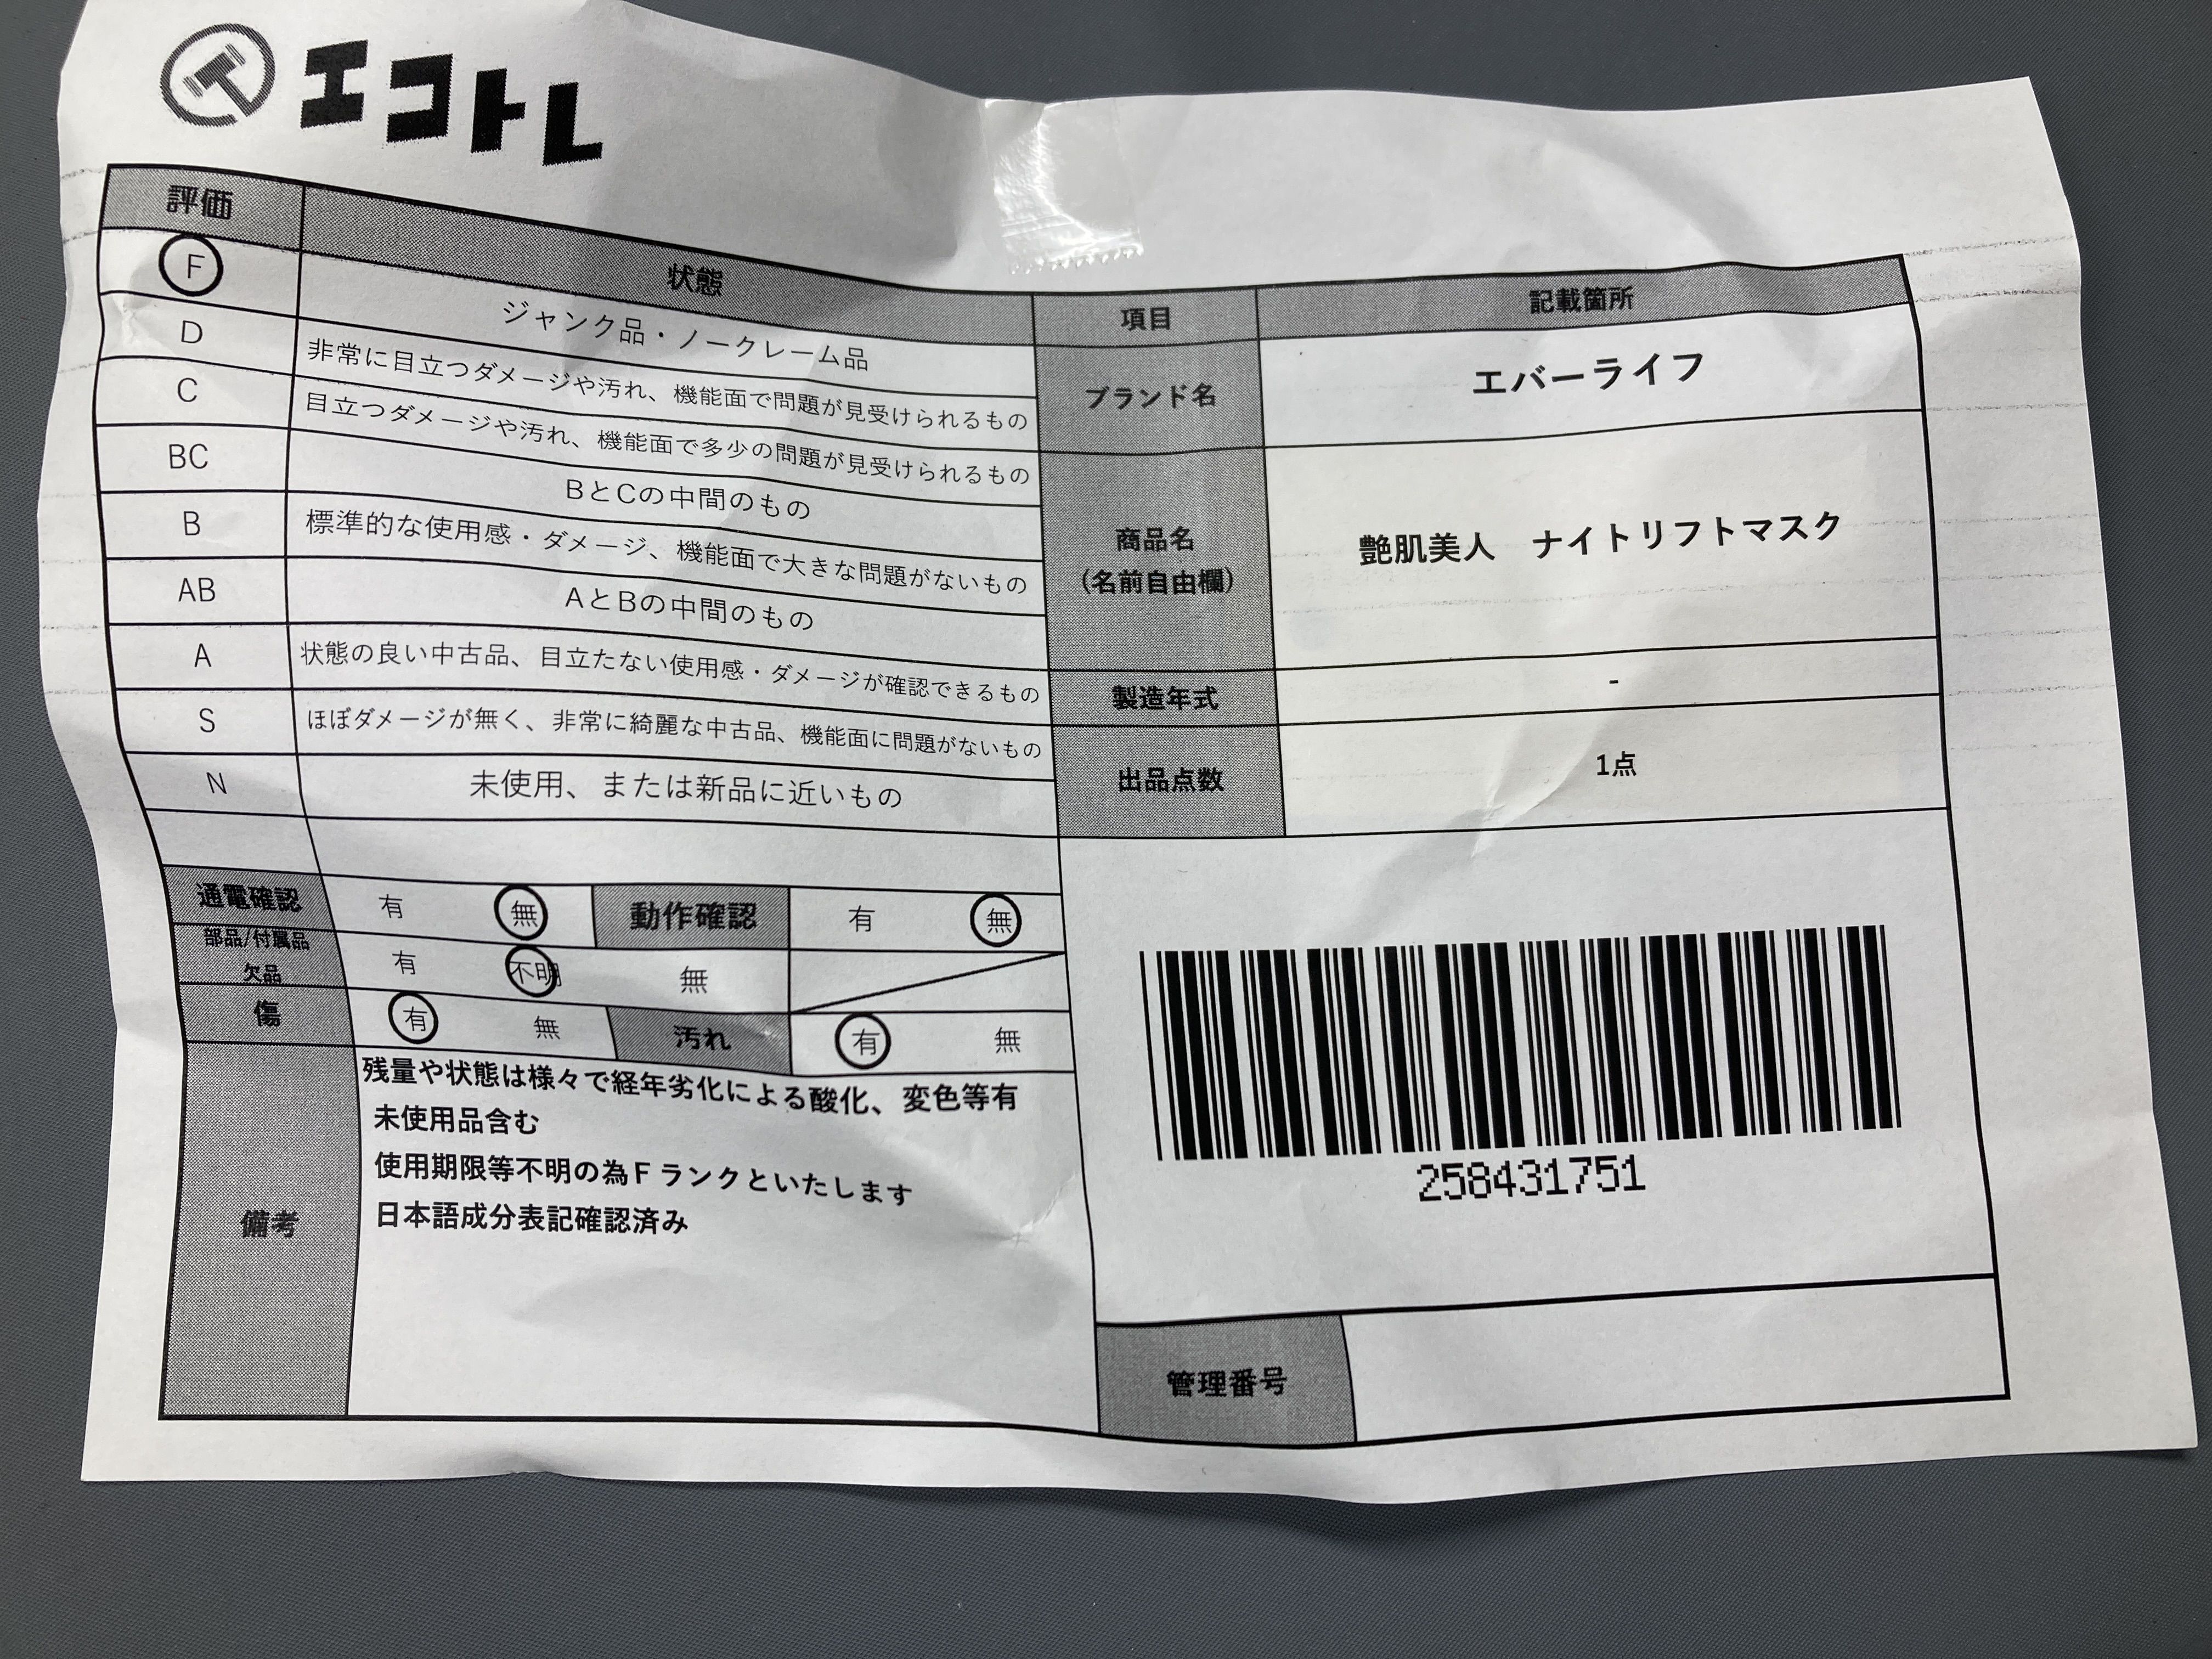 エコトレ
評価 状態
F ジャンク品・ノークレーム品
D 非常に目立つダメージや汚れ、機能面で問題が見受けられるもの
C 目立つダメージや汚れ、機能面で多少の問題が見受けられるもの
BC BとCの中間のもの
B 標準的な使用感・ダメージ、機能面で大きな問題がないもの
AB AとBの中間のもの
A 状態の良い中古品、目立たない使用感・ダメージが確認できるもの
S ほぼダメージが無く、非常に綺麗な中古品、機能面に問題がないもの
N 未使用、または新品に近いもの
通電確認 有 無 動作確認 有 無
部品/付属品
欠品 有 不明 無
傷 有 無 汚れ 有 無
備考
残量や状態は様々で経年劣化による酸化、変色等有
未使用品含む
使用期限等不明の為Fランクといたします
日本語成分表記確認済み
項目 記載箇所
ブランド名 エバーライフ
商品名
(名前自由欄) 艶肌美人 ナイトリフトマスク
製造年式 -
出品点数 1点
258431751
管理番号